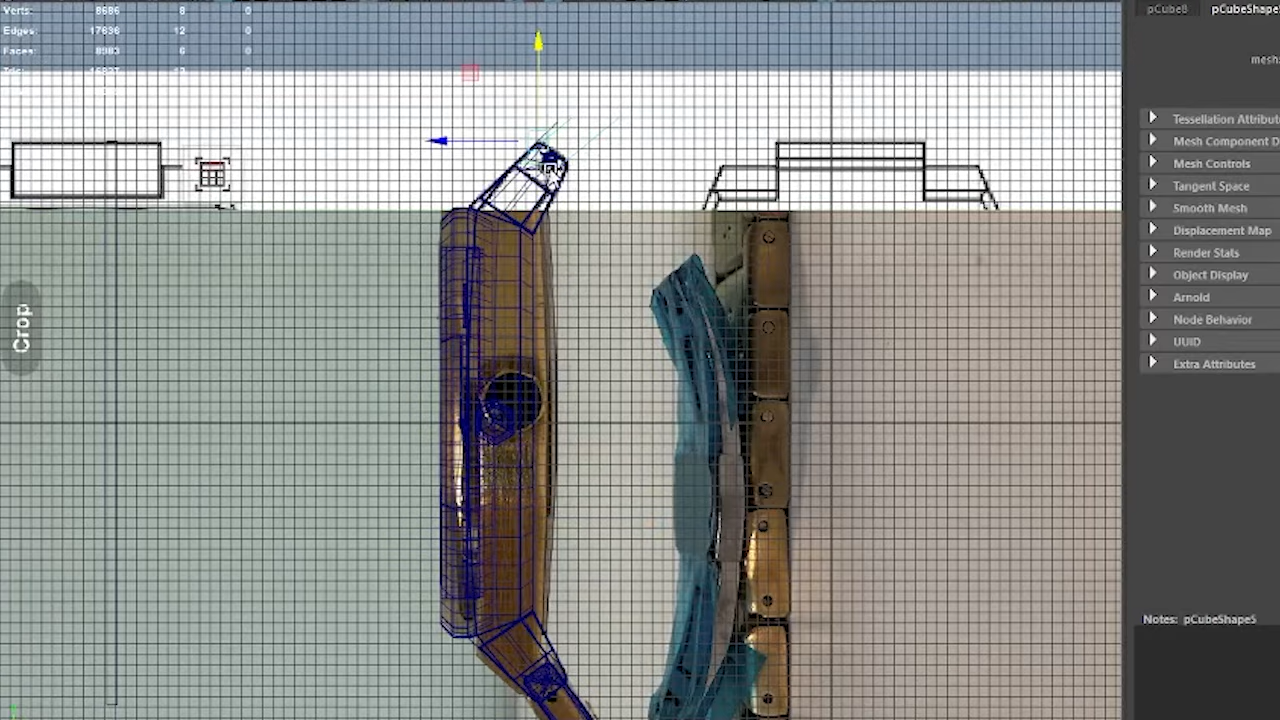 pCube8 pCubeShape
Verts: 8686 8 0
Edges: 17636 12 0
Faces: 8983 6 0
Tessellation Attribut
Mesh Component D
Mesh Controls
Tangent Space
Smooth Mesh
Displacement Map
Render Stats
Object Display
Arnold
Node Behavior
UUID
Extra Attributes
Crop
Notes: pCubeShape5